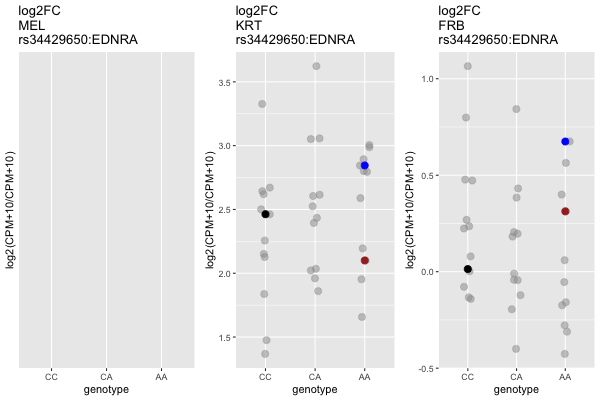 log2FC
MEL
rs34429650:EDNRA
log2(CPM+10/CPM+10)
CC CA AA
genotype
log2FC
KRT
rs34429650:EDNRA
log2(CPM+10/CPM+10)
3.5
3.0
2.5
2.0
1.5
CC CA AA
genotype
log2FC
FRB
rs34429650:EDNRA
log2(CPM+10/CPM+10)
1.0
0.5
0.0
-0.5
CC CA AA
genotype